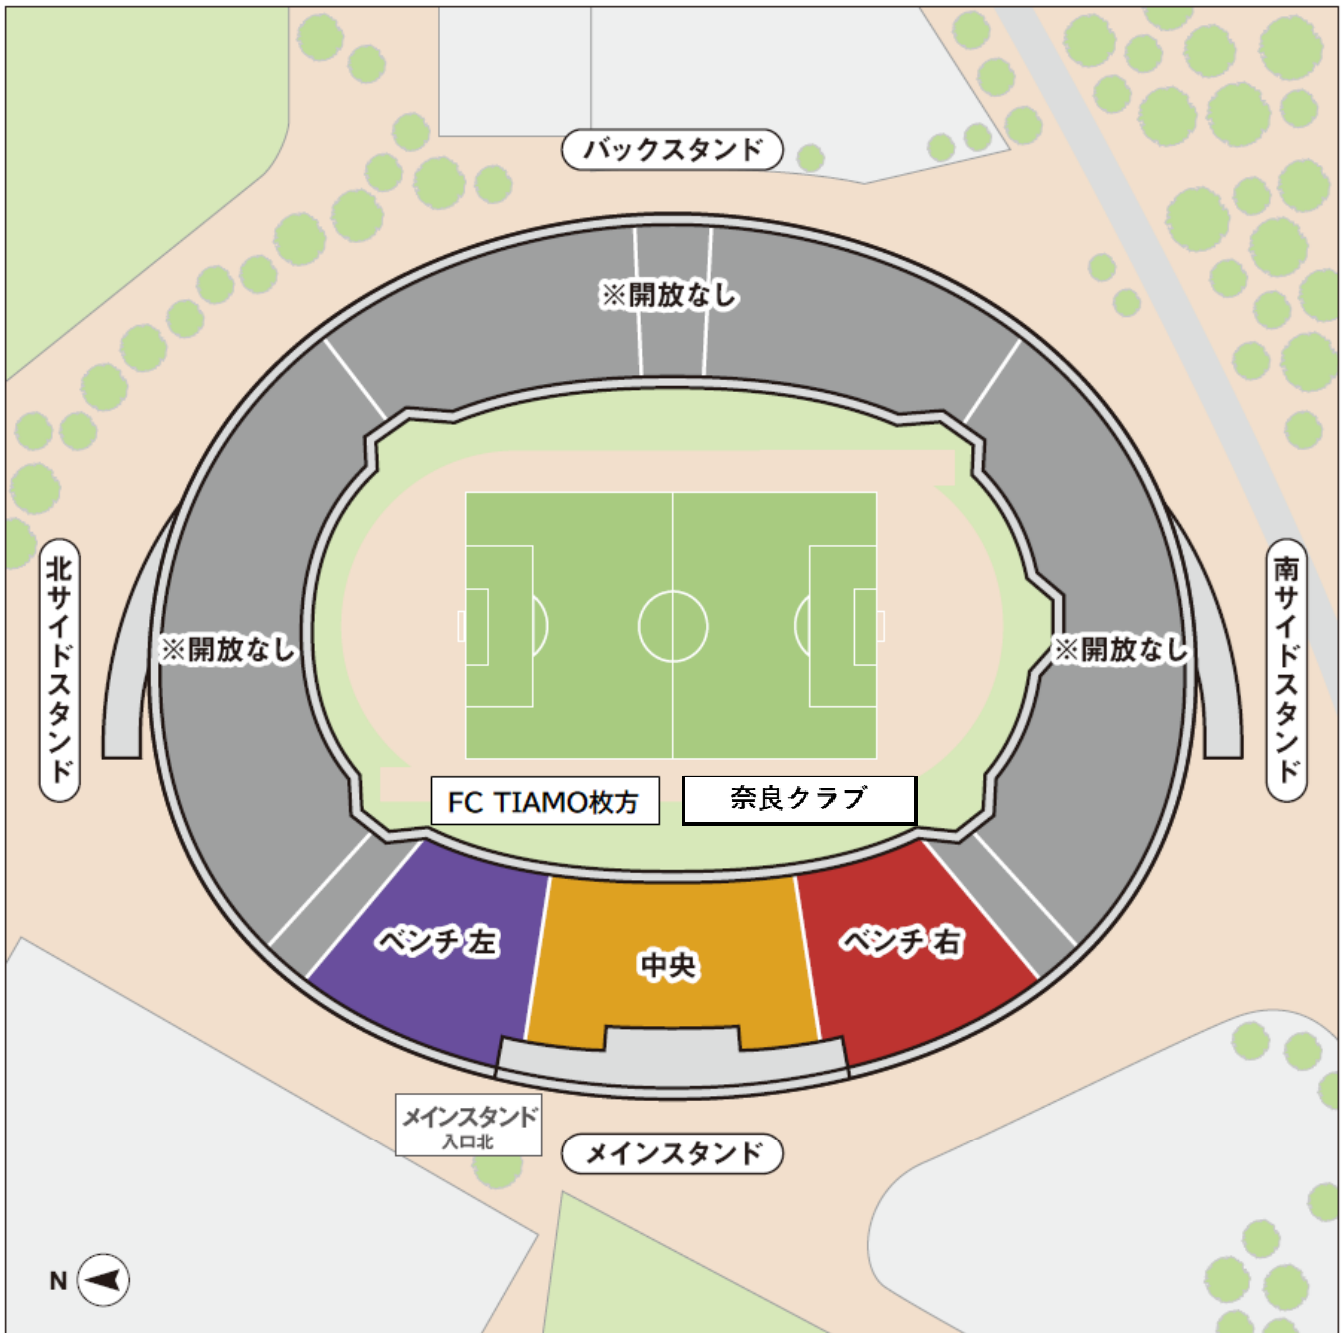 バックスタンド
※開放なし
北サイドスタンド
※開放なし
※開放なし
南サイドスタンド
FC TIAMO枚方
奈良クラブ
ベンチ 左
中央
ベンチ 右
メインスタンド
入口北
メインスタンド
N